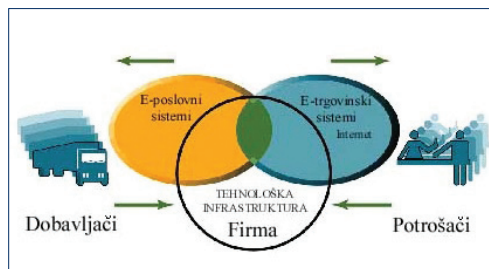 E-poslovni
sistemi
E-trgovinski
sistemi
Internet
TEHNOLOŠKA
INFRASTRUKTURA
Firma
Dobavljači
Potrošači